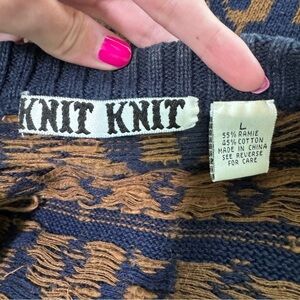 KNIT KNIT
L
55% RAMIE
45% COTTON
MADE IN CHINA
SEE REVERSE
FOR CARE